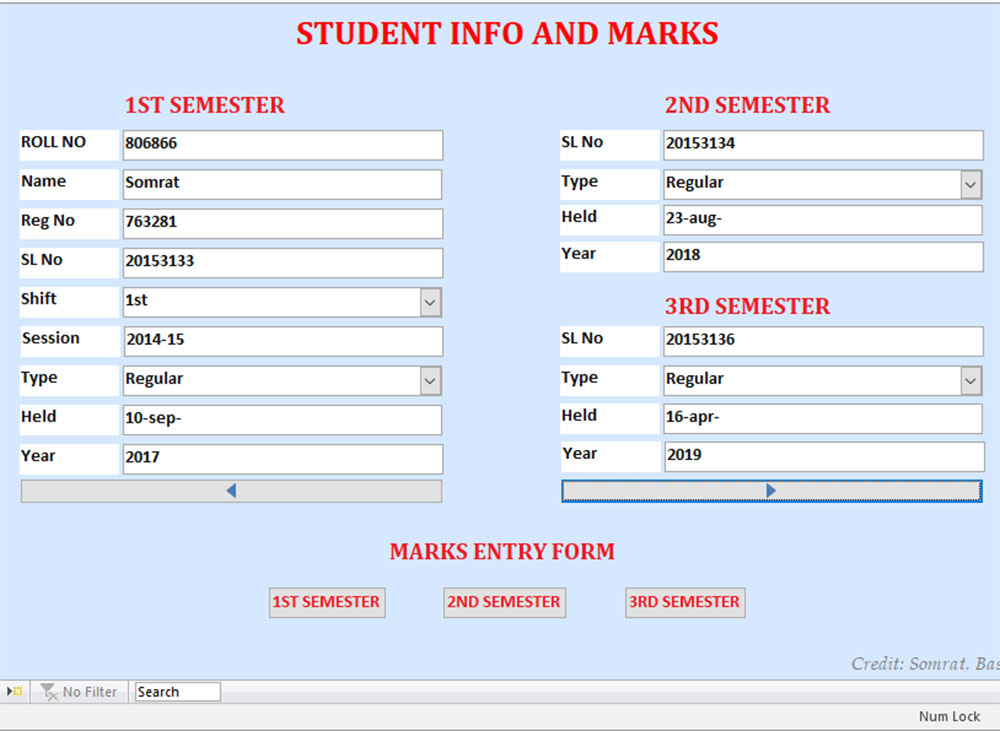 STUDENT INFO AND MARKS
1ST SEMESTER
ROLL NO 806866
Name Somrat
Reg No 763281
SL No 20153133
Shift 1st
Session 2014-15
Type Regular
Held 10-sep-
Year 2017
2ND SEMESTER
SL No 20153134
Type Regular
Held 23-aug-
Year 2018
3RD SEMESTER
SL No 20153136
Type Regular
Held 16-apr-
Year 2019
MARKS ENTRY FORM
1ST SEMESTER 2ND SEMESTER 3RD SEMESTER
Credit: Somrat. Bas
No Filter Search
Num Lock